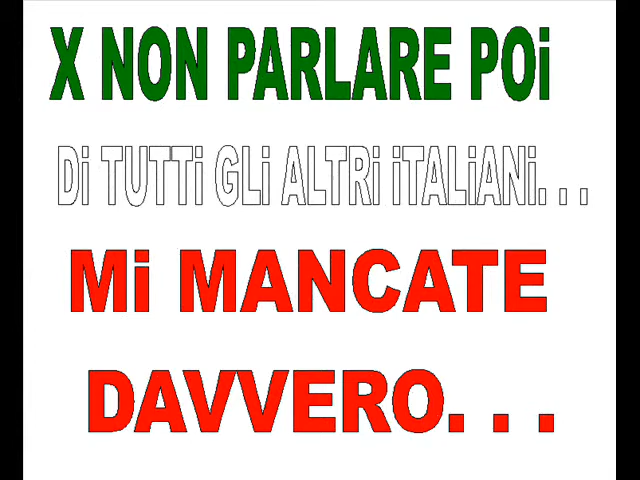 X NON PARLARE POi
Di TUTTi GLi ALTRi iTALiANi. . .
Mi MANCATE
DAVVERO. . .